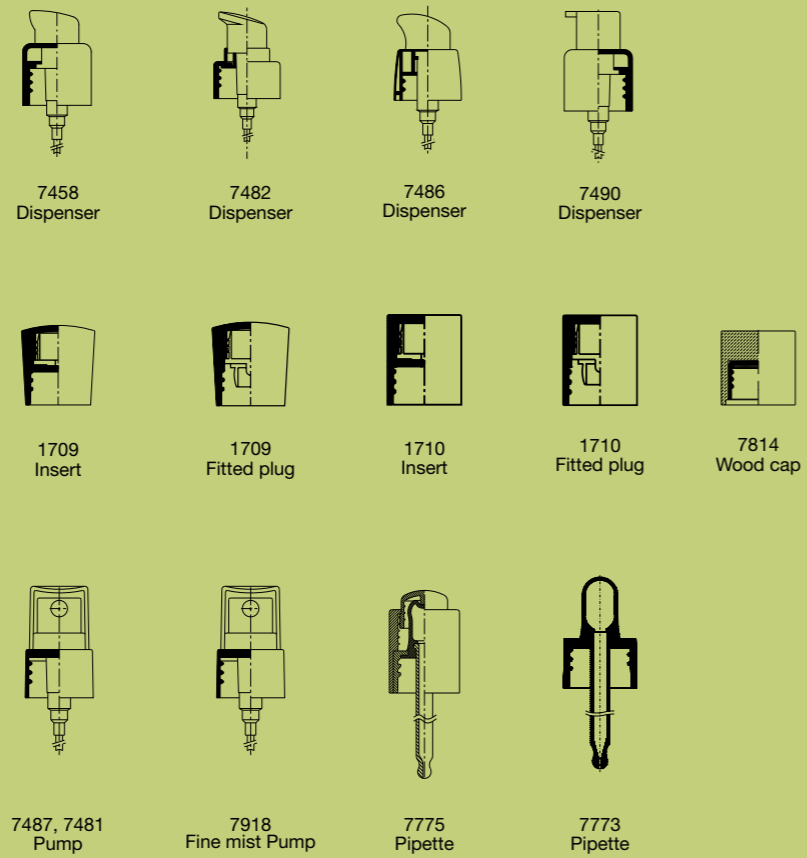 7458
Dispenser
7482
Dispenser
7486
Dispenser
7490
Dispenser
1709
Insert
1709
Fitted plug
1710
Insert
1710
Fitted plug
7814
Wood cap
7487, 7481
Pump
7918
Fine mist Pump
7775
Pipette
7773
Pipette